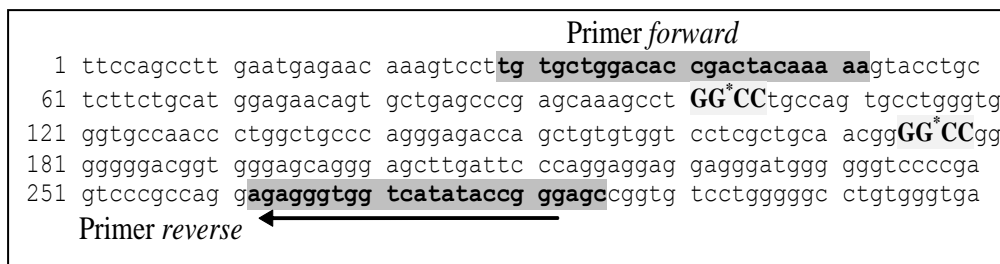 Primer forward
1 ttccagcctt gaatgagaac aaagtccttg tgctggacac cgactacaaa aagtacctgc
61 tcttctgcat ggagaacagt gctgagcccg agcaaagcct GG*CCtgccag tgcctgggtg
121 ggtgccaacc ctggctgccc agggagacca gctgtgtggt cctcgctgca acggGG*CCgg
181 gggggacggt gggagcaggg agcttgattc ccaggaggag gagggatggg gggtccccga
251 gtcccgccag gagagggtgg tcatataccg ggagccggtg tcctgggggc ctgtgggtga
Primer reverse